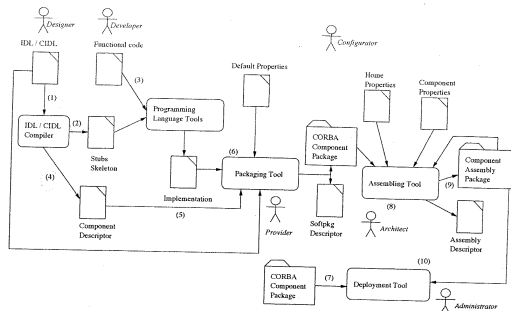 Designer
Developer
IDL / CIDL
Functional code
Configurator
(1)
(3)
Default Properties
Home
Properties
Component
Properties
IDL / CIDL
Compiler
(2)
Programming
Language Tools
Stubs
Skeleton
(4)
(6)
CORBA
Component
Package
Packaging Tool
Assembling Tool
Component
Assembly
Package
(9)
Implementation
(5)
Component
Descriptor
Provider
Softpkg
Descriptor
(8)
Architect
Assembly
Descriptor
(10)
CORBA
Component
Package
(7)
Deployment Tool
Administrator